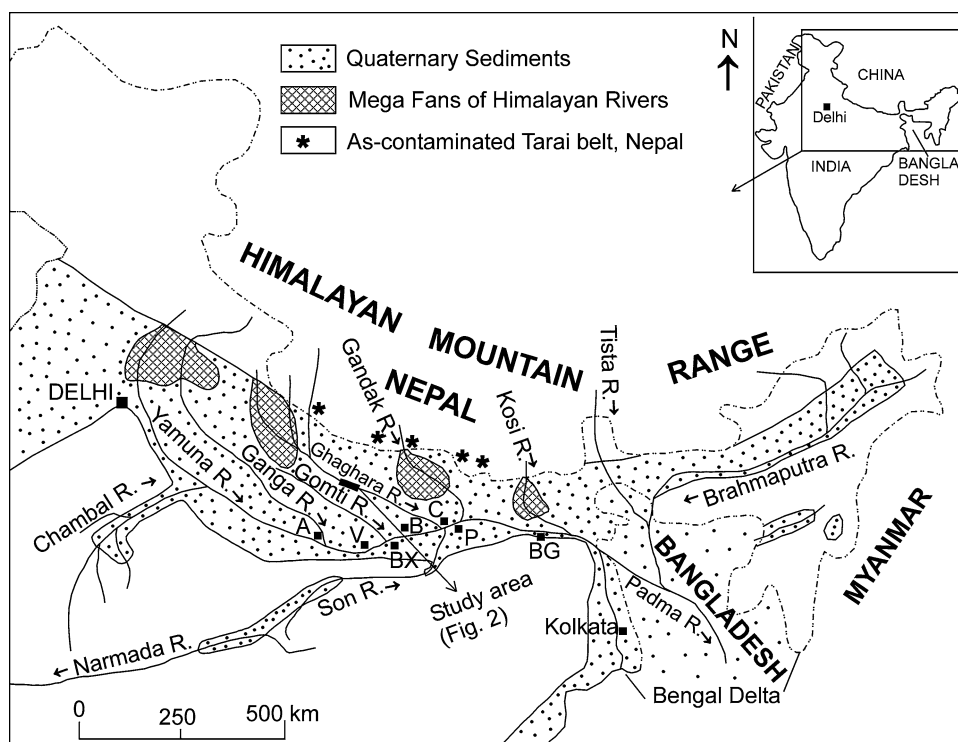 Quaternary Sediments
Mega Fans of Himalayan Rivers
* As-contaminated Tarai belt, Nepal
N
PAKISTAN
CHINA
Delhi
INDIA
BANGLA
DESH
HIMALAYAN MOUNTAIN RANGE
NEPAL
Tista R.→
Gandak R→
Kosi R→
DELHI
Yamuna R→
Ganga R→
Gomti R→
Ghaghara R.→
Chambal R.→
Brahmaputra R.
A
V
B
BX
C
P
BG
Son R.→
Study area
(Fig. 2)
← Narmada R.
Kolkata
Padma R.→
BANGLADESH
MYANMAR
Bengal Delta
0
250
500 km